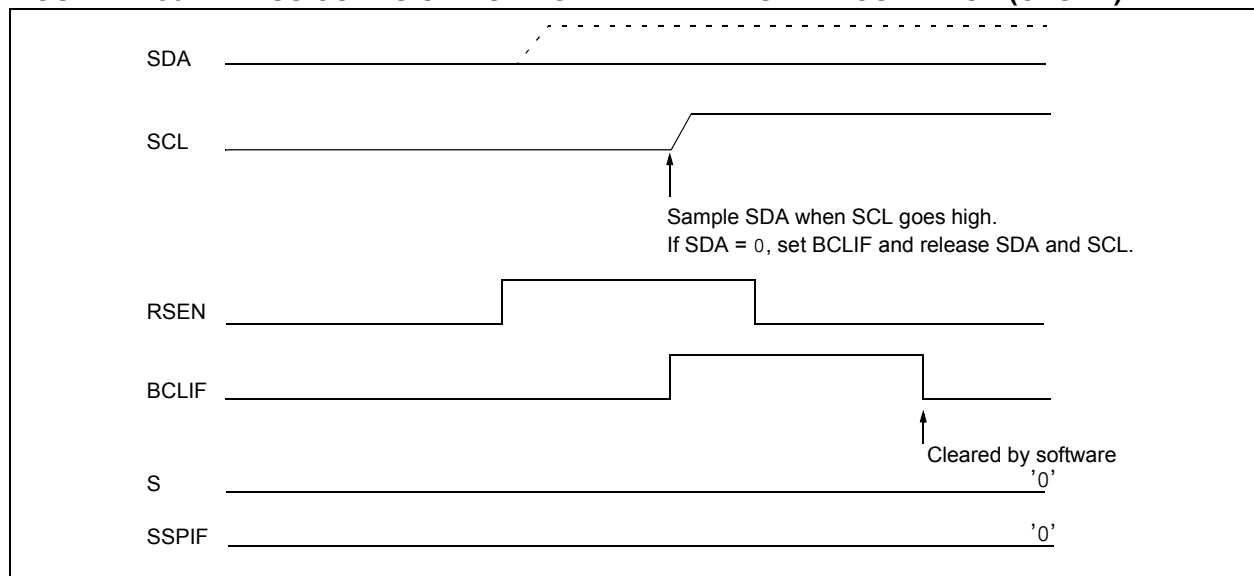 SDA
SCL
Sample SDA when SCL goes high.
If SDA = 0, set BCLIF and release SDA and SCL.
RSEN
BCLIF
Cleared by software
S '0'
SSPIF '0'